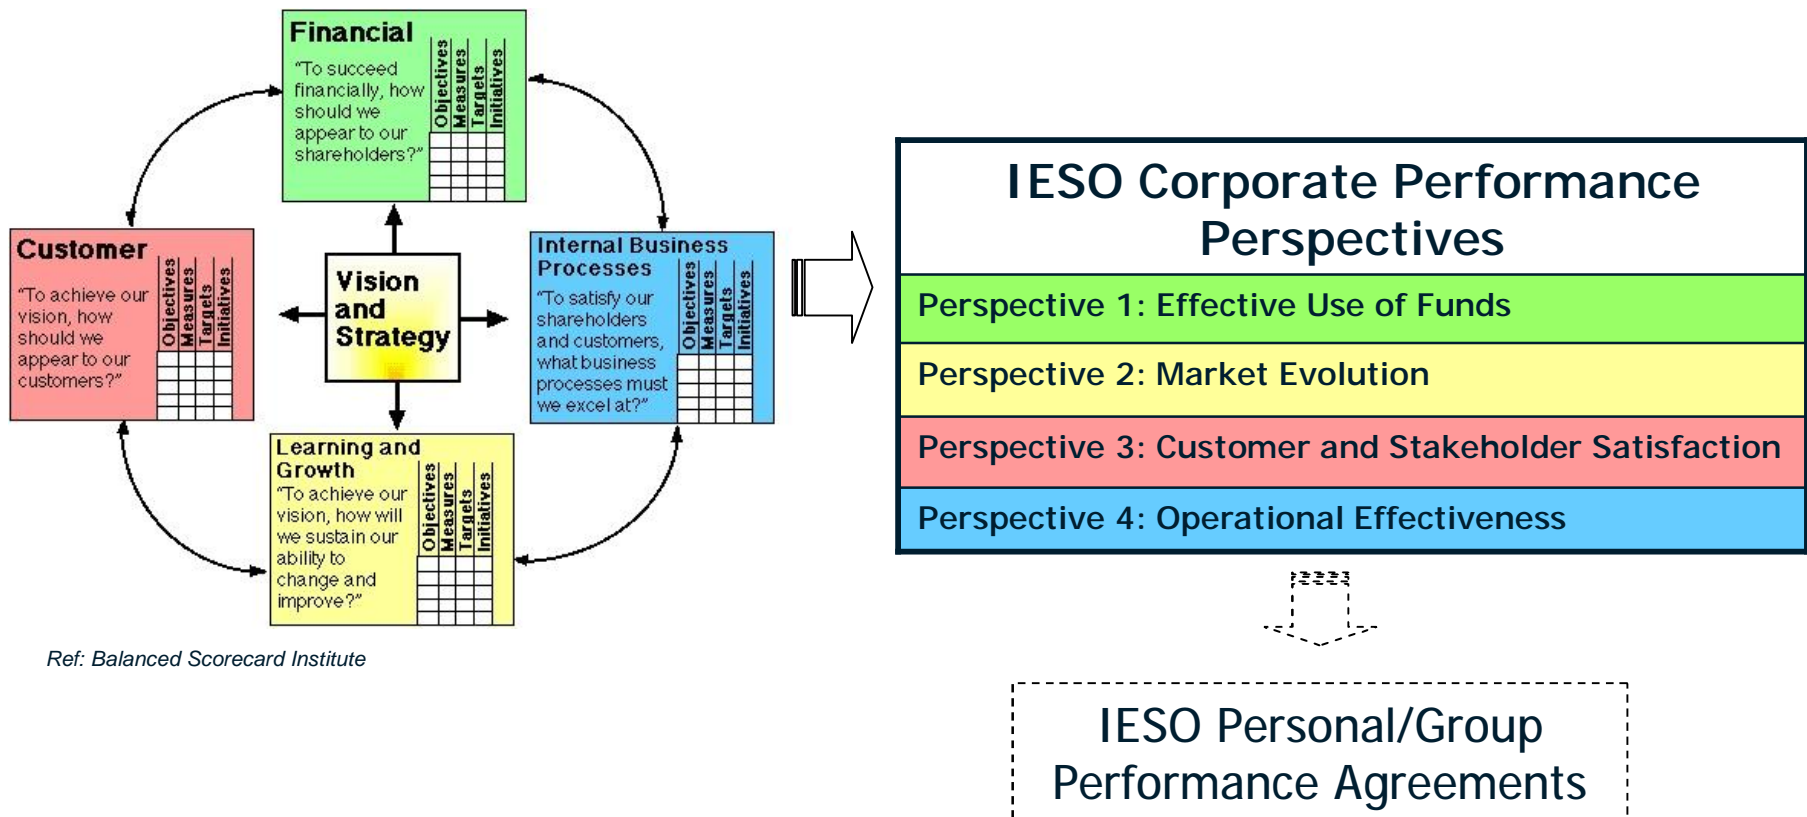 Financial
"To succeed
financially, how
should we
appear to our
shareholders?"
Objectives
Measures
Targets
Initiatives
Customer
"To achieve our
vision, how
should we
appear to our
customers?"
Objectives
Measures
Targets
Initiatives
Vision
and
Strategy
Internal Business
Processes
"To satisfy our
shareholders
and customers,
what business
processes must
we excel at?"
Objectives
Measures
Targets
Initiatives
Learning and
Growth
"To achieve our
vision, how will
we sustain our
ability to
change and
improve?"
Objectives
Measures
Targets
Initiatives
Ref: Balanced Scorecard Institute
IESO Corporate Performance
Perspectives
Perspective 1: Effective Use of Funds
Perspective 2: Market Evolution
Perspective 3: Customer and Stakeholder Satisfaction
Perspective 4: Operational Effectiveness
IESO Personal/Group
Performance Agreements